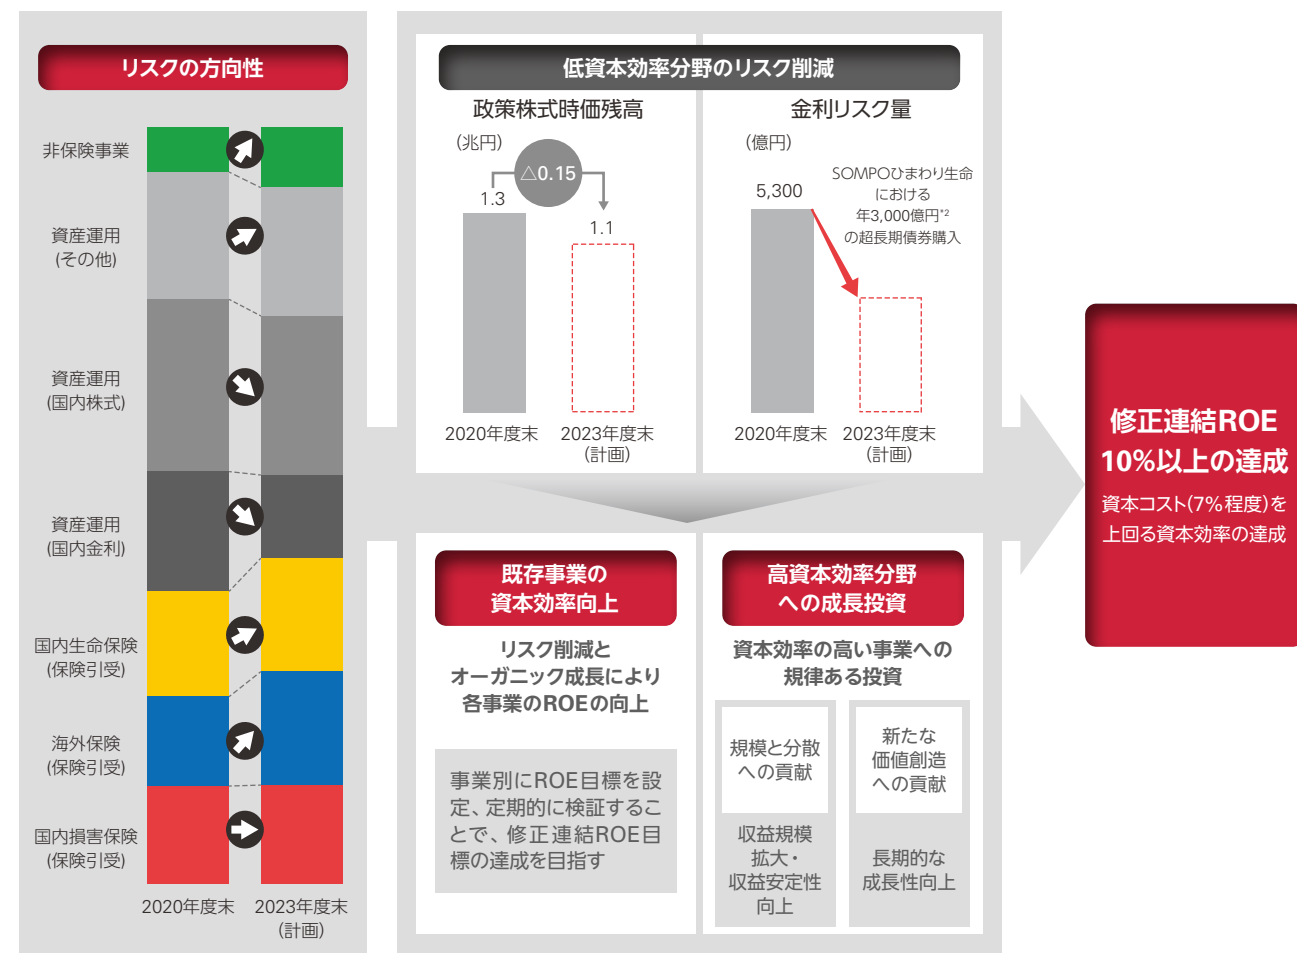 リスクの方向性
非保険事業
資産運用
(その他)
資産運用
(国内株式)
資産運用
(国内金利)
国内生命保険
(保険引受)
海外保険
(保険引受)
国内損害保険
(保険引受)
2020年度末
2023年度末
(計画)
低資本効率分野のリスク削減
政策株式時価残高
(兆円)
△0.15
1.3
1.1
2020年度末
2023年度末
(計画)
金利リスク量
(億円)
5,300
SOMPOひまわり生命
における
年3,000億円*2
の超長期債券購入
2020年度末
2023年度末
(計画)
既存事業の
資本効率向上
リスク削減と
オーガニック成長により
各事業のROEの向上
事業別にROE目標を設
定、定期的に検証するこ
とで、修正連結ROE目
標の達成を目指す
高資本効率分野
への成長投資
資本効率の高い事業への
規律ある投資
規模と分散
への貢献
収益規模
拡大・
収益安定性
向上
新たな
価値創造
への貢献
長期的な
成長性向上
修正連結ROE
10%以上の達成
資本コスト(7%程度)を
上回る資本効率の達成